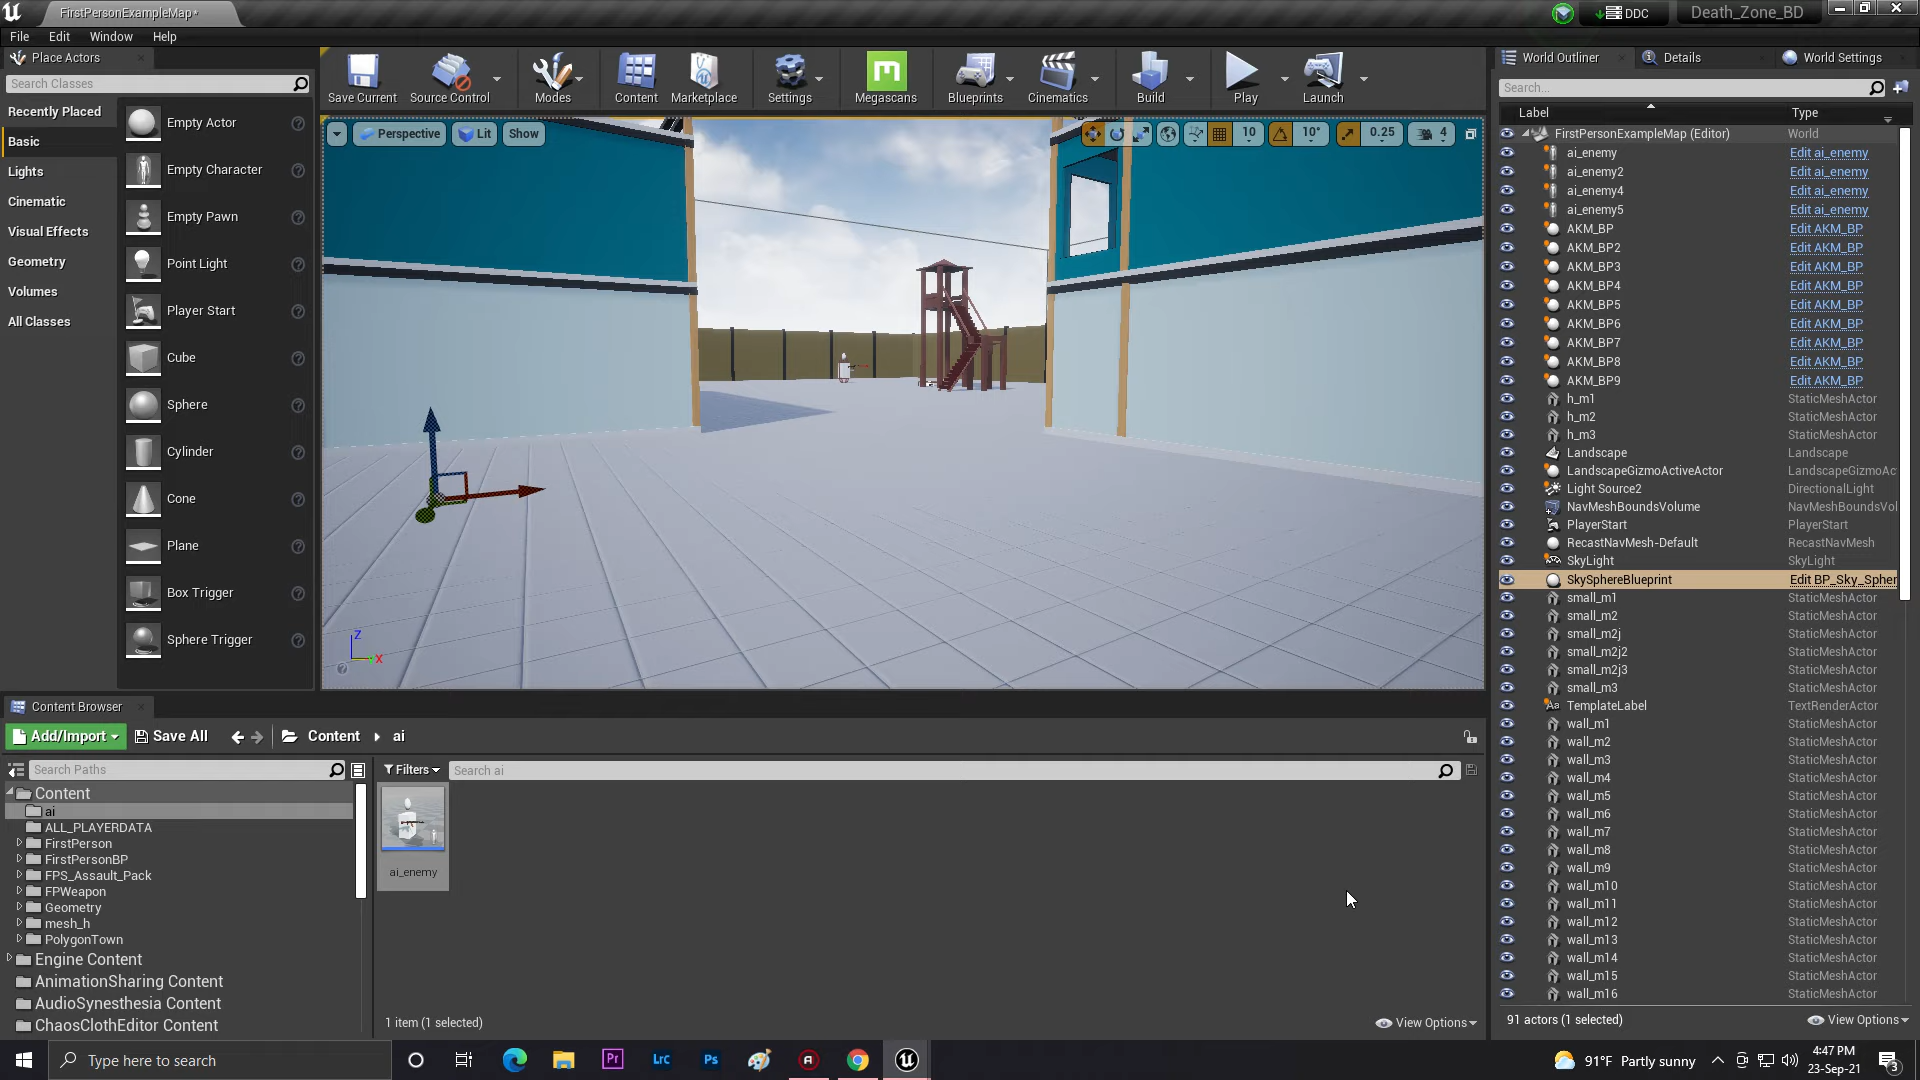 FirstPersonExampleMap*
DDC
Death_Zone_BD
File
Edit
Window
Help
Place Actors
Search Classes
Recently Placed
Basic
Lights
Cinematic
Visual Effects
Geometry
Volumes
All Classes
Empty Actor
Empty Character
Empty Pawn
Point Light
Player Start
Cube
Sphere
Cylinder
Cone
Plane
Box Trigger
Sphere Trigger
Save Current
Source Control
Modes
Content
Marketplace
Settings
Megascans
Blueprints
Cinematics
Build
Play
Launch
Perspective
Lit
Show
10
10°
0.25
4
Z
X
World Outliner
Details
World Settings
Search...
Label
Type
FirstPersonExampleMap (Editor) World
ai_enemy Edit ai_enemy
ai_enemy2 Edit ai_enemy
ai_enemy4 Edit ai_enemy
ai_enemy5 Edit ai_enemy
AKM_BP Edit AKM_BP
AKM_BP2 Edit AKM_BP
AKM_BP3 Edit AKM_BP
AKM_BP4 Edit AKM_BP
AKM_BP5 Edit AKM_BP
AKM_BP6 Edit AKM_BP
AKM_BP7 Edit AKM_BP
AKM_BP8 Edit AKM_BP
AKM_BP9 Edit AKM_BP
h_m1 StaticMeshActor
h_m2 StaticMeshActor
h_m3 StaticMeshActor
Landscape Landscape
LandscapeGizmoActiveActor LandscapeGizmoAc
Light Source2 DirectionalLight
NavMeshBoundsVolume NavMeshBoundsVol
PlayerStart PlayerStart
RecastNavMesh-Default RecastNavMesh
SkyLight SkyLight
SkySphereBlueprint Edit BP_Sky_Spher
small_m1 StaticMeshActor
small_m2 StaticMeshActor
small_m2j StaticMeshActor
small_m2j2 StaticMeshActor
small_m2j3 StaticMeshActor
small_m3 StaticMeshActor
TemplateLabel TextRenderActor
wall_m1 StaticMeshActor
wall_m2 StaticMeshActor
wall_m3 StaticMeshActor
wall_m4 StaticMeshActor
wall_m5 StaticMeshActor
wall_m6 StaticMeshActor
wall_m7 StaticMeshActor
wall_m8 StaticMeshActor
wall_m9 StaticMeshActor
wall_m10 StaticMeshActor
wall_m11 StaticMeshActor
wall_m12 StaticMeshActor
wall_m13 StaticMeshActor
wall_m14 StaticMeshActor
wall_m15 StaticMeshActor
wall_m16 StaticMeshActor
91 actors (1 selected)
View Options
Content Browser
Add/Import
Save All
Content
ai
Search Paths
Filters
Search ai
Content
ai
ALL_PLAYERDATA
FirstPerson
FirstPersonBP
FPS_Assault_Pack
FPWeapon
Geometry
mesh_h
PolygonTown
Engine Content
AnimationSharing Content
AudioSynesthesia Content
ChaosClothEditor Content
ai_enemy
1 item (1 selected)
View Options
Type here to search
Pr
Lrc
Ps
91°F Partly sunny
4:47 PM
23-Sep-21
3